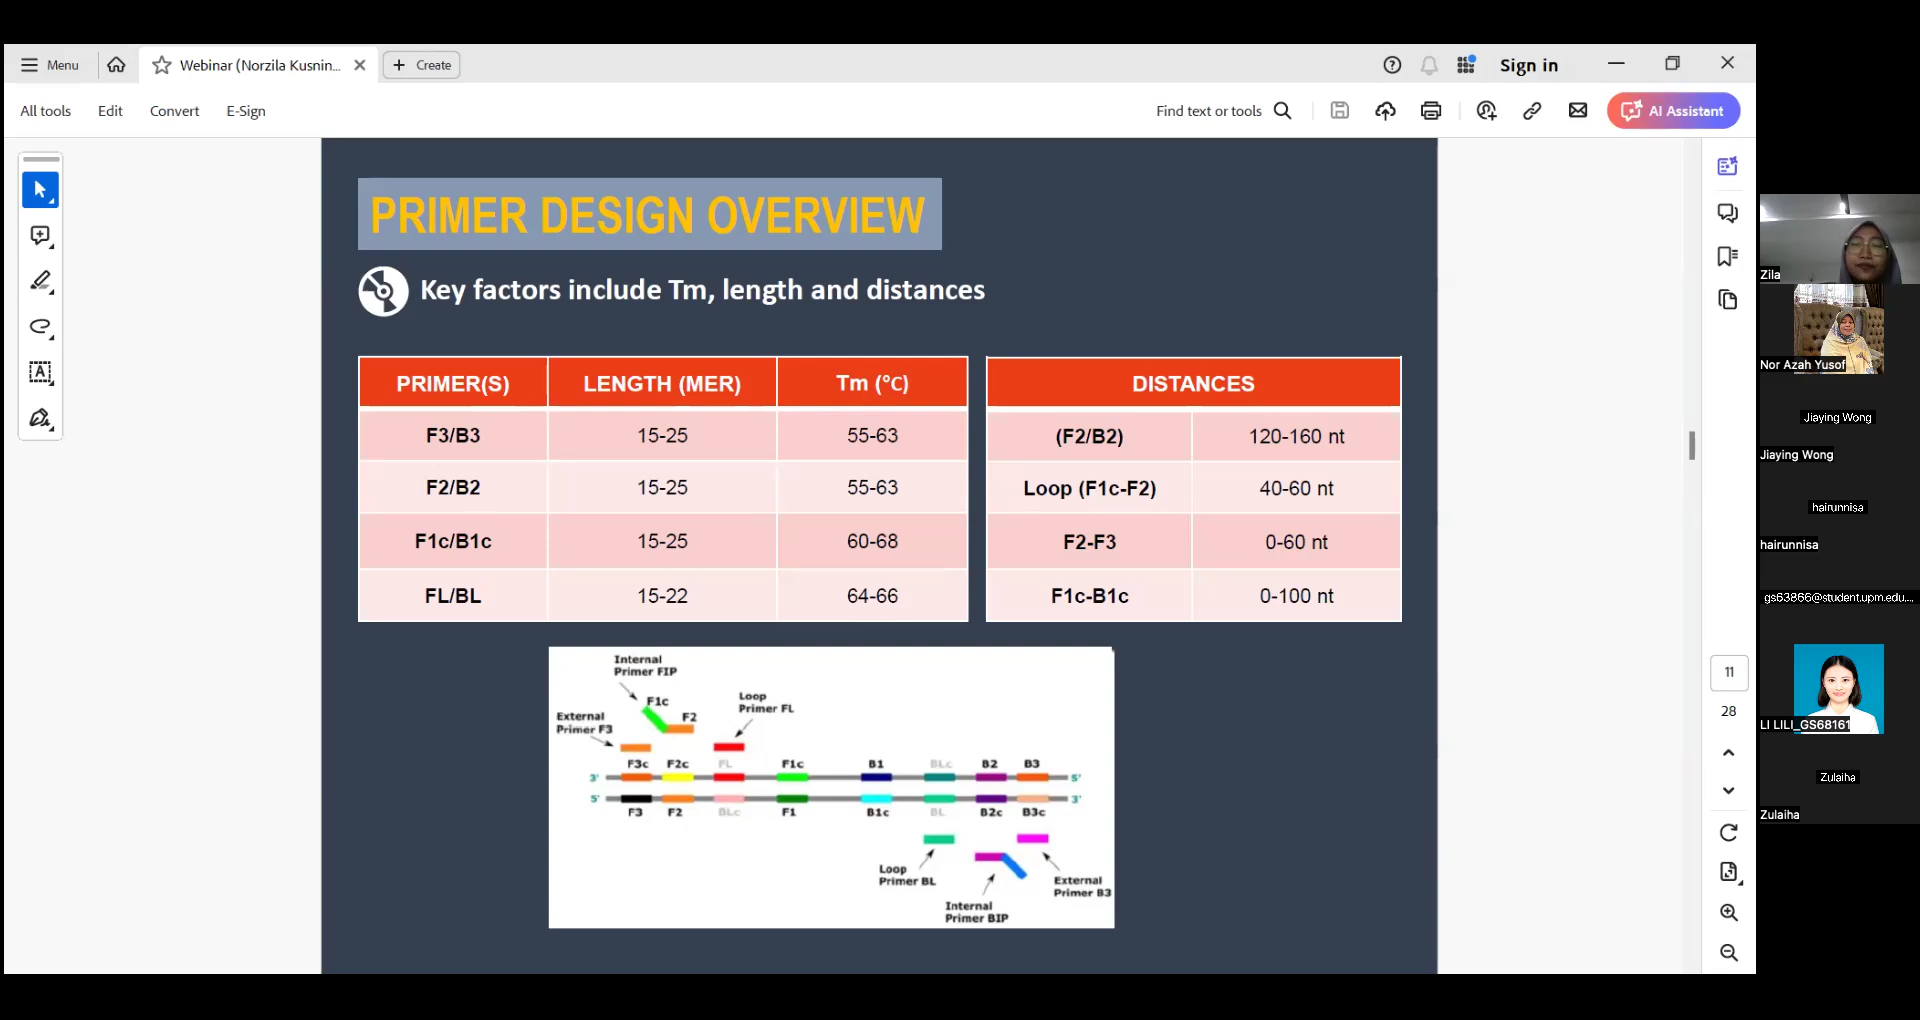 Menu
Webinar (Norzila Kusnin...
Create
Sign in
All tools
Edit
Convert
E-Sign
Find text or tools
AI Assistant
PRIMER DESIGN OVERVIEW
Key factors include Tm, length and distances
PRIMER(S) LENGTH (MER) Tm (°C)
F3/B3 15-25 55-63
F2/B2 15-25 55-63
F1c/B1c 15-25 60-68
FL/BL 15-22 64-66
DISTANCES
(F2/B2) 120-160 nt
Loop (F1c-F2) 40-60 nt
F2-F3 0-60 nt
F1c-B1c 0-100 nt
Internal
Primer FIP
F1c
F2
Loop
Primer FL
External
Primer F3
F3c F2c FL F1c B1 BLc B2 B3
3' 5'
5' 3'
F3 F2 BLc F1 B1c BL B2c B3c
Loop
Primer BL
Internal
Primer BIP
External
Primer B3
11
28
Zila
Nor Azah Yusof
Jiaying Wong
Jiaying Wong
hairunnisa
hairunnisa
gs63866@student.upm.edu,...
LI LILI_GS68161
Zulaiha
Zulaiha